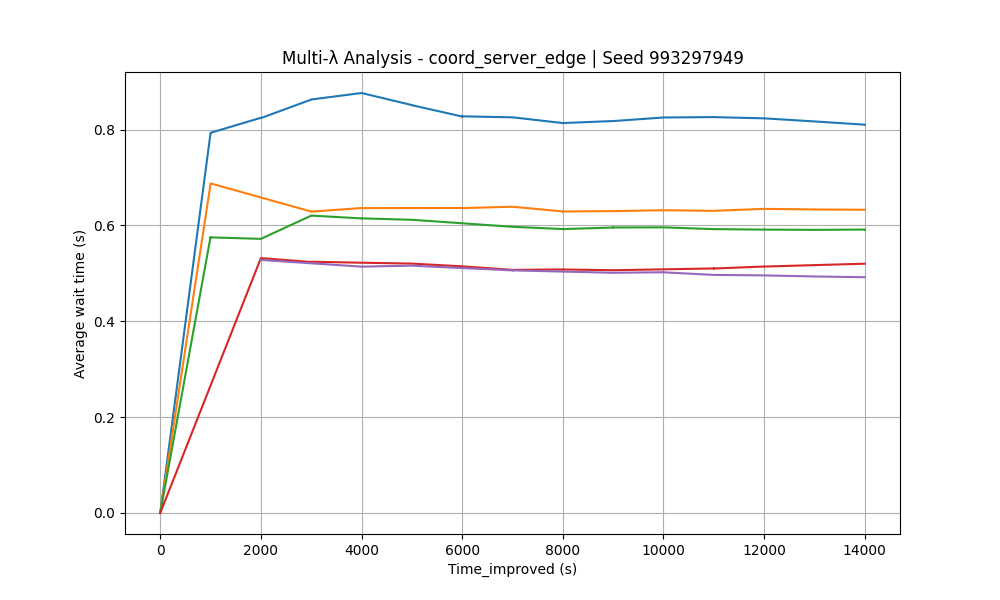 Multi-λ Analysis - coord_server_edge | Seed 993297949
Average wait time (s)
0.8
0.6
0.4
0.2
0.0
0 2000 4000 6000 8000 10000 12000 14000
Time_improved (s)